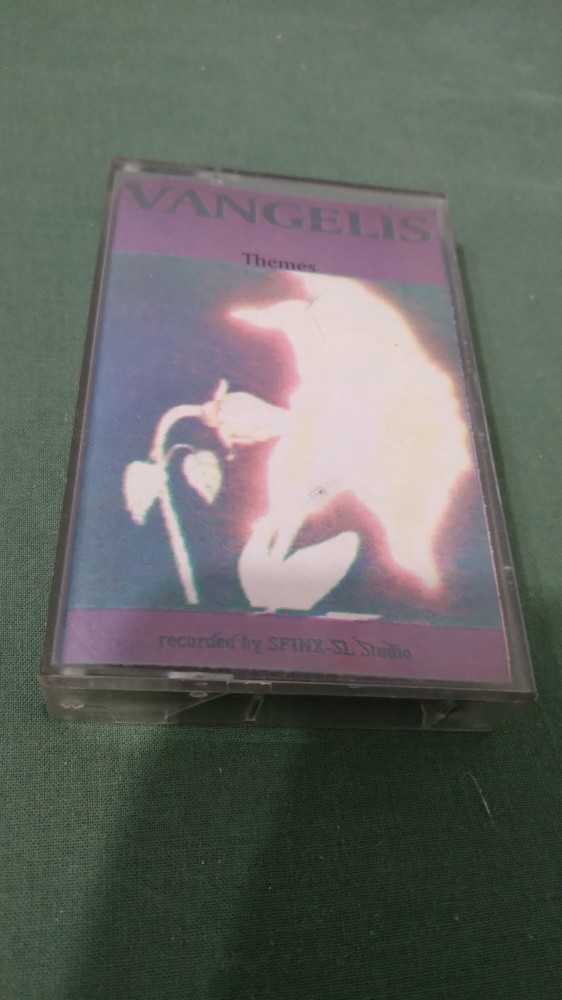 VANGELIS
Themes
recorded by SFINX-SL Studio